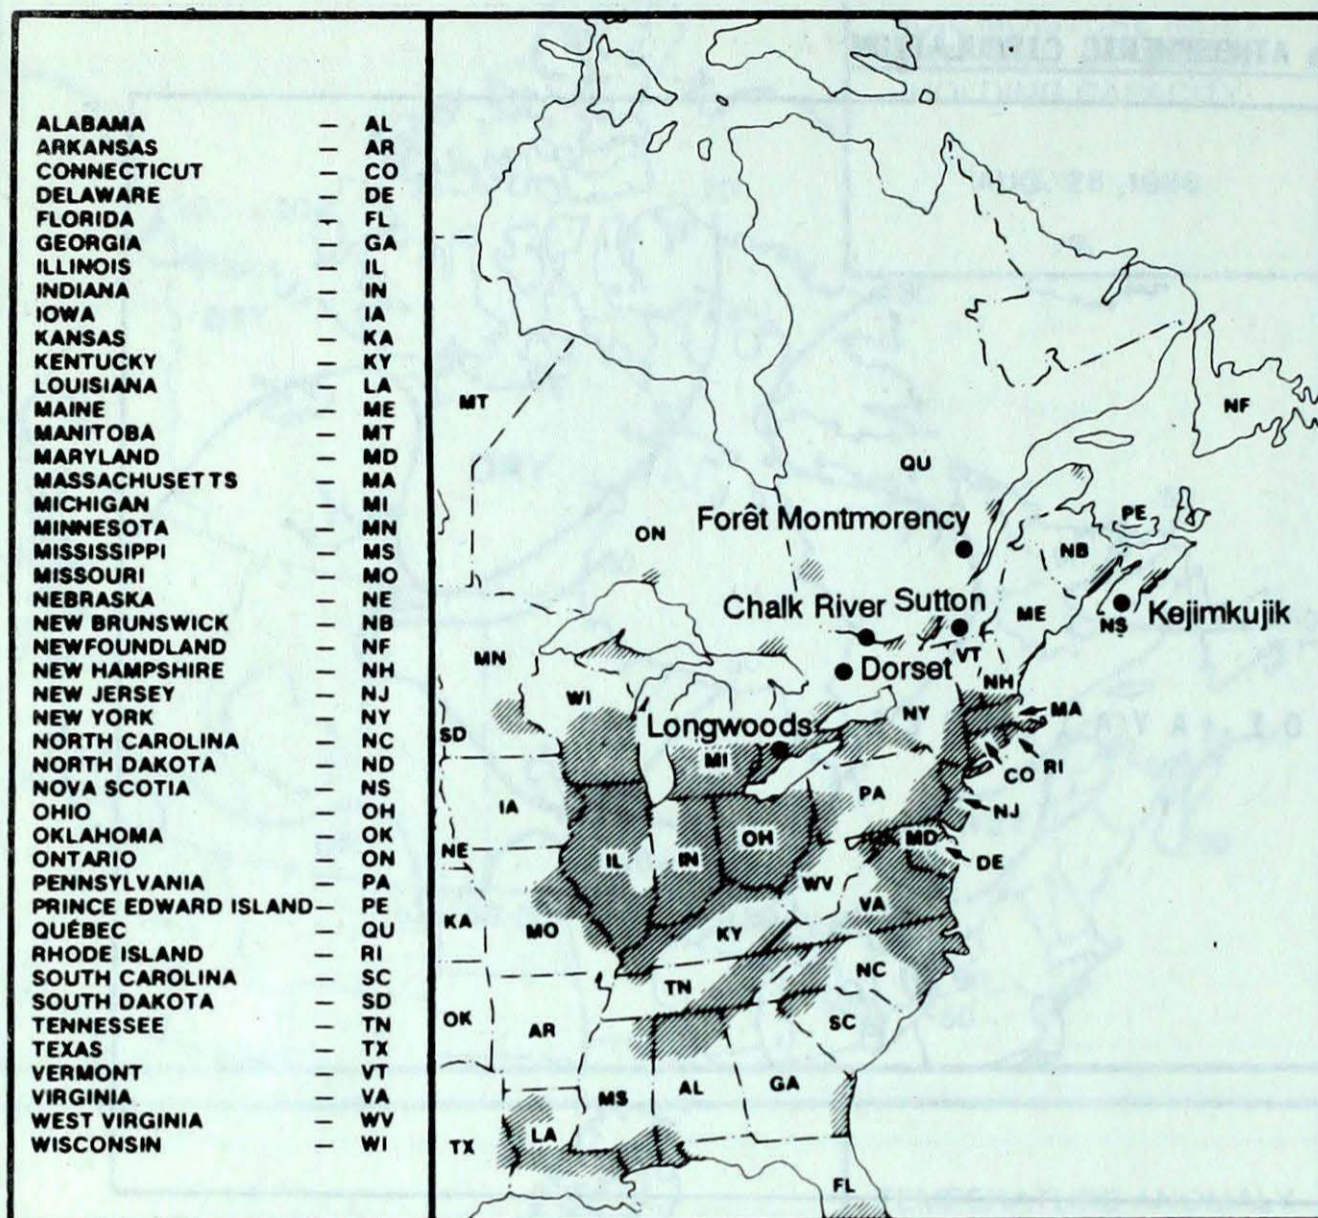 ALABAMA – AL
ARKANSAS – AR
CONNECTICUT – CO
DELAWARE – DE
FLORIDA – FL
GEORGIA – GA
ILLINOIS – IL
INDIANA – IN
IOWA – IA
KANSAS – KA
KENTUCKY – KY
LOUISIANA – LA
MAINE – ME
MANITOBA – MT
MARYLAND – MD
MASSACHUSETTS – MA
MICHIGAN – MI
MINNESOTA – MN
MISSISSIPPI – MS
MISSOURI – MO
NEBRASKA – NE
NEW BRUNSWICK – NB
NEWFOUNDLAND – NF
NEW HAMPSHIRE – NH
NEW JERSEY – NJ
NEW YORK – NY
NORTH CAROLINA – NC
NORTH DAKOTA – ND
NOVA SCOTIA – NS
OHIO – OH
OKLAHOMA – OK
ONTARIO – ON
PENNSYLVANIA – PA
PRINCE EDWARD ISLAND – PE
QUÉBEC – QU
RHODE ISLAND – RI
SOUTH CAROLINA – SC
SOUTH DAKOTA – SD
TENNESSEE – TN
TEXAS – TX
VERMONT – VT
VIRGINIA – VA
WEST VIRGINIA – WV
WISCONSIN – WI
MT
NF
QU
ON
Forêt Montmorency
PE
NB
Chalk River
Sutton
ME
NS
Kejimkujik
MN
WI
Dorset
VT
NH
SD
Longwoods
NY
MA
MI
CO
RI
IA
PA
NJ
NE
IL
IN
OH
MD
DE
WV
KA
MO
KY
VA
TN
NC
OK
AR
SC
MS
AL
GA
TX
LA
FL